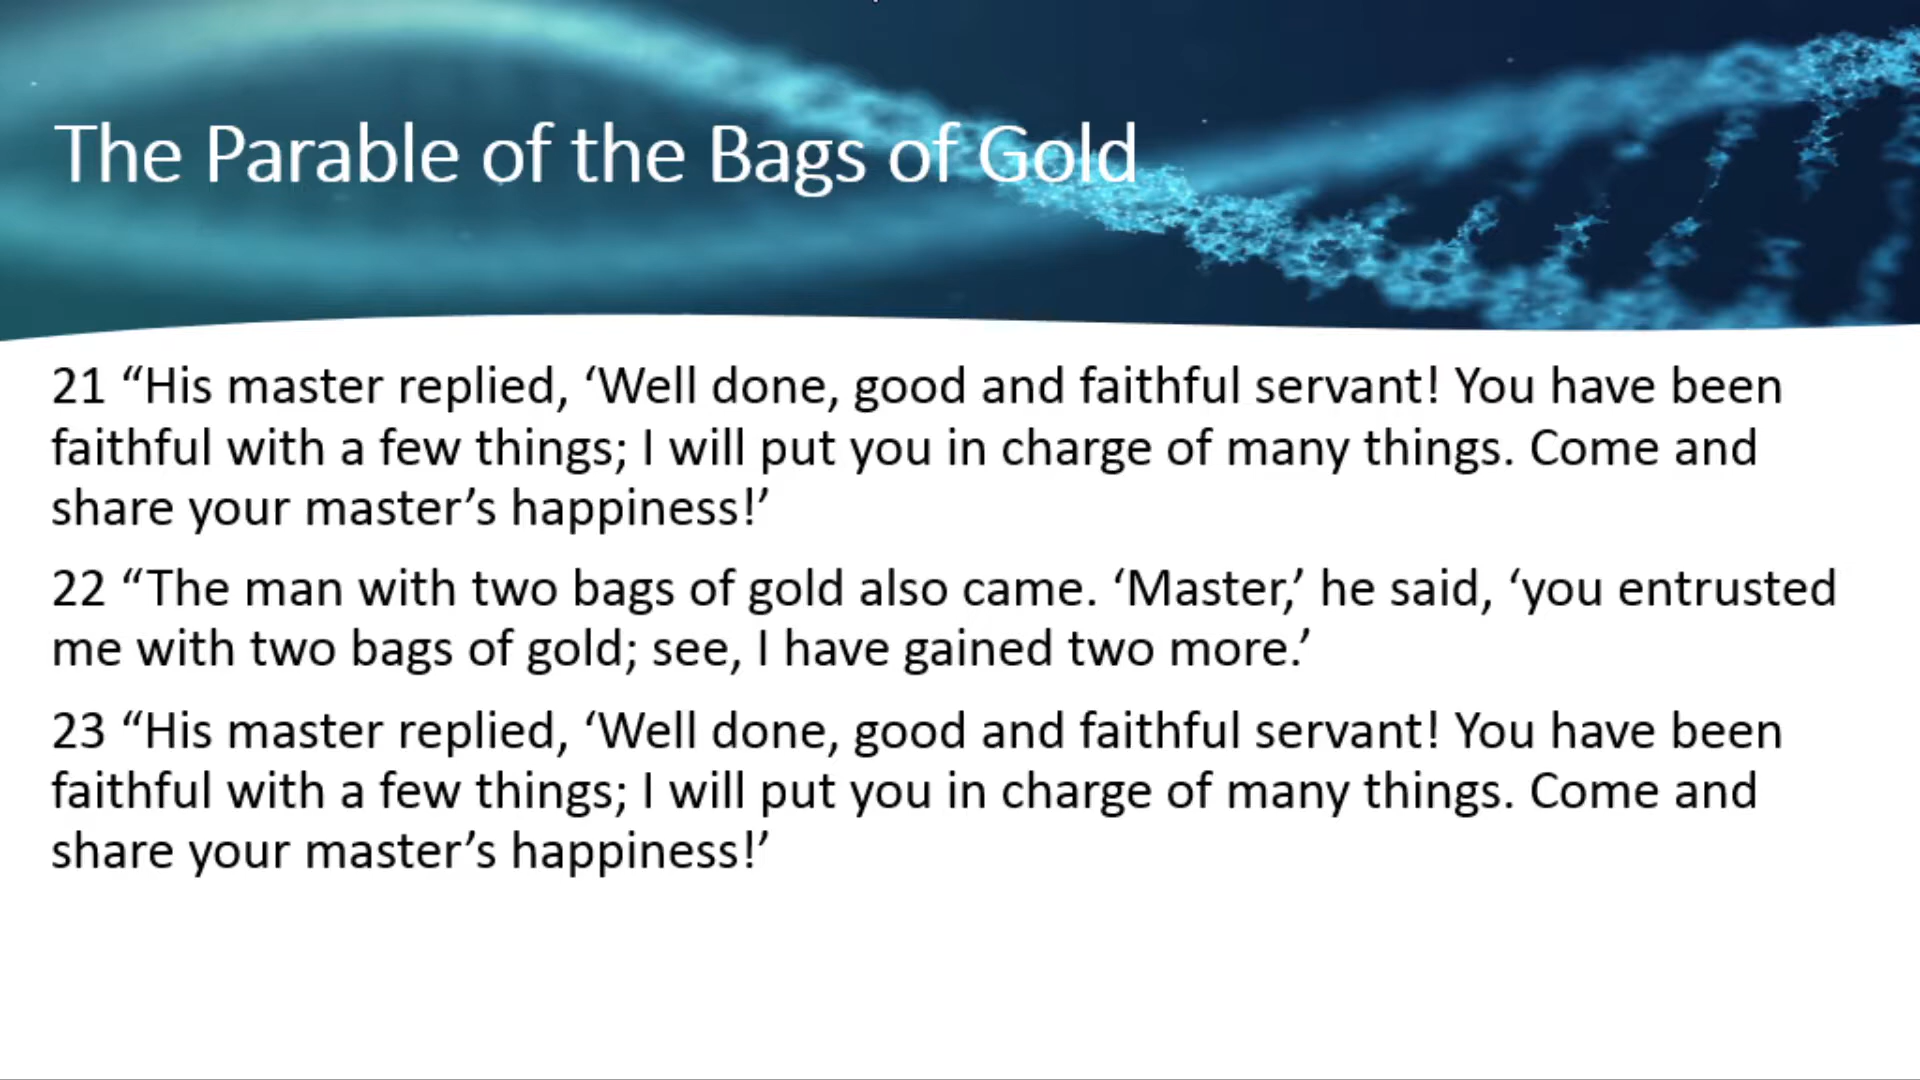 The Parable of the Bags of Gold
21 “His master replied, ‘Well done, good and faithful servant! You have been
faithful with a few things; I will put you in charge of many things. Come and
share your master’s happiness!’
22 “The man with two bags of gold also came. ‘Master,’ he said, ‘you entrusted
me with two bags of gold; see, I have gained two more.’
23 “His master replied, ‘Well done, good and faithful servant! You have been
faithful with a few things; I will put you in charge of many things. Come and
share your master’s happiness!’